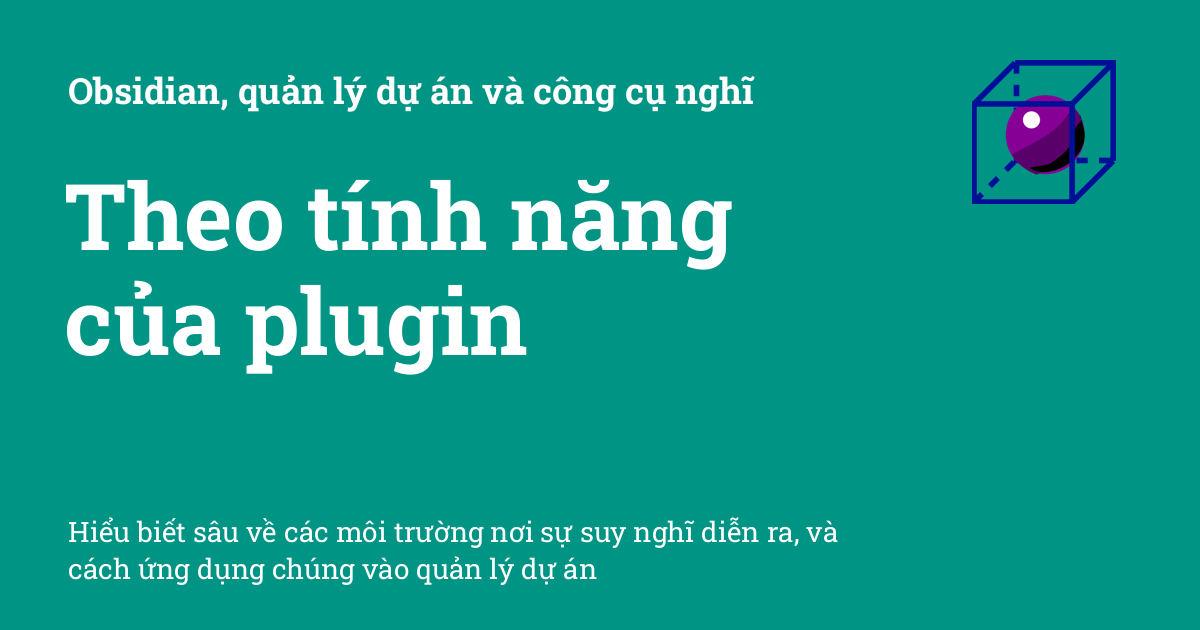 Obsidian, quản lý dự án và công cụ nghĩ
Theo tính năng
của plugin
Hiểu biết sâu về các môi trường nơi sự suy nghĩ diễn ra, và
cách ứng dụng chúng vào quản lý dự án